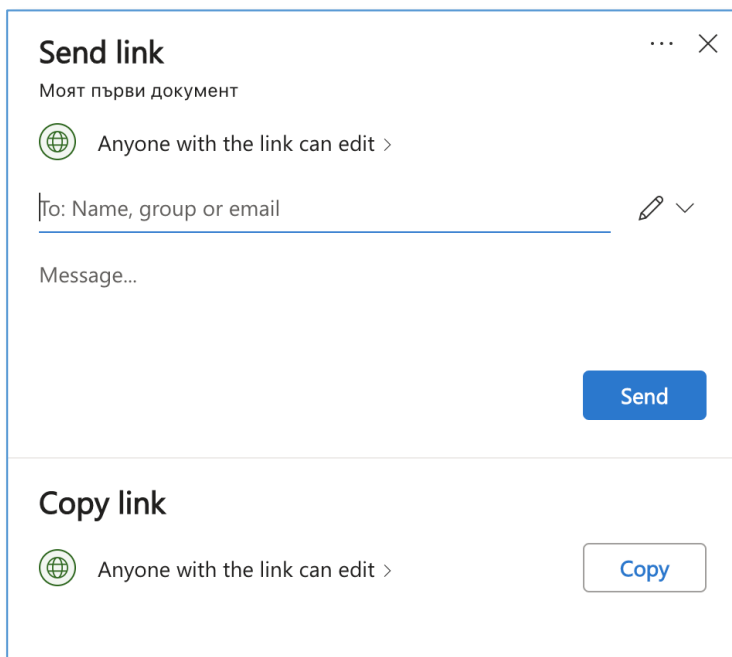 Send link
Моят първи документ
Anyone with the link can edit
To: Name, group or email
Message...
Send
Copy link
Anyone with the link can edit
Copy